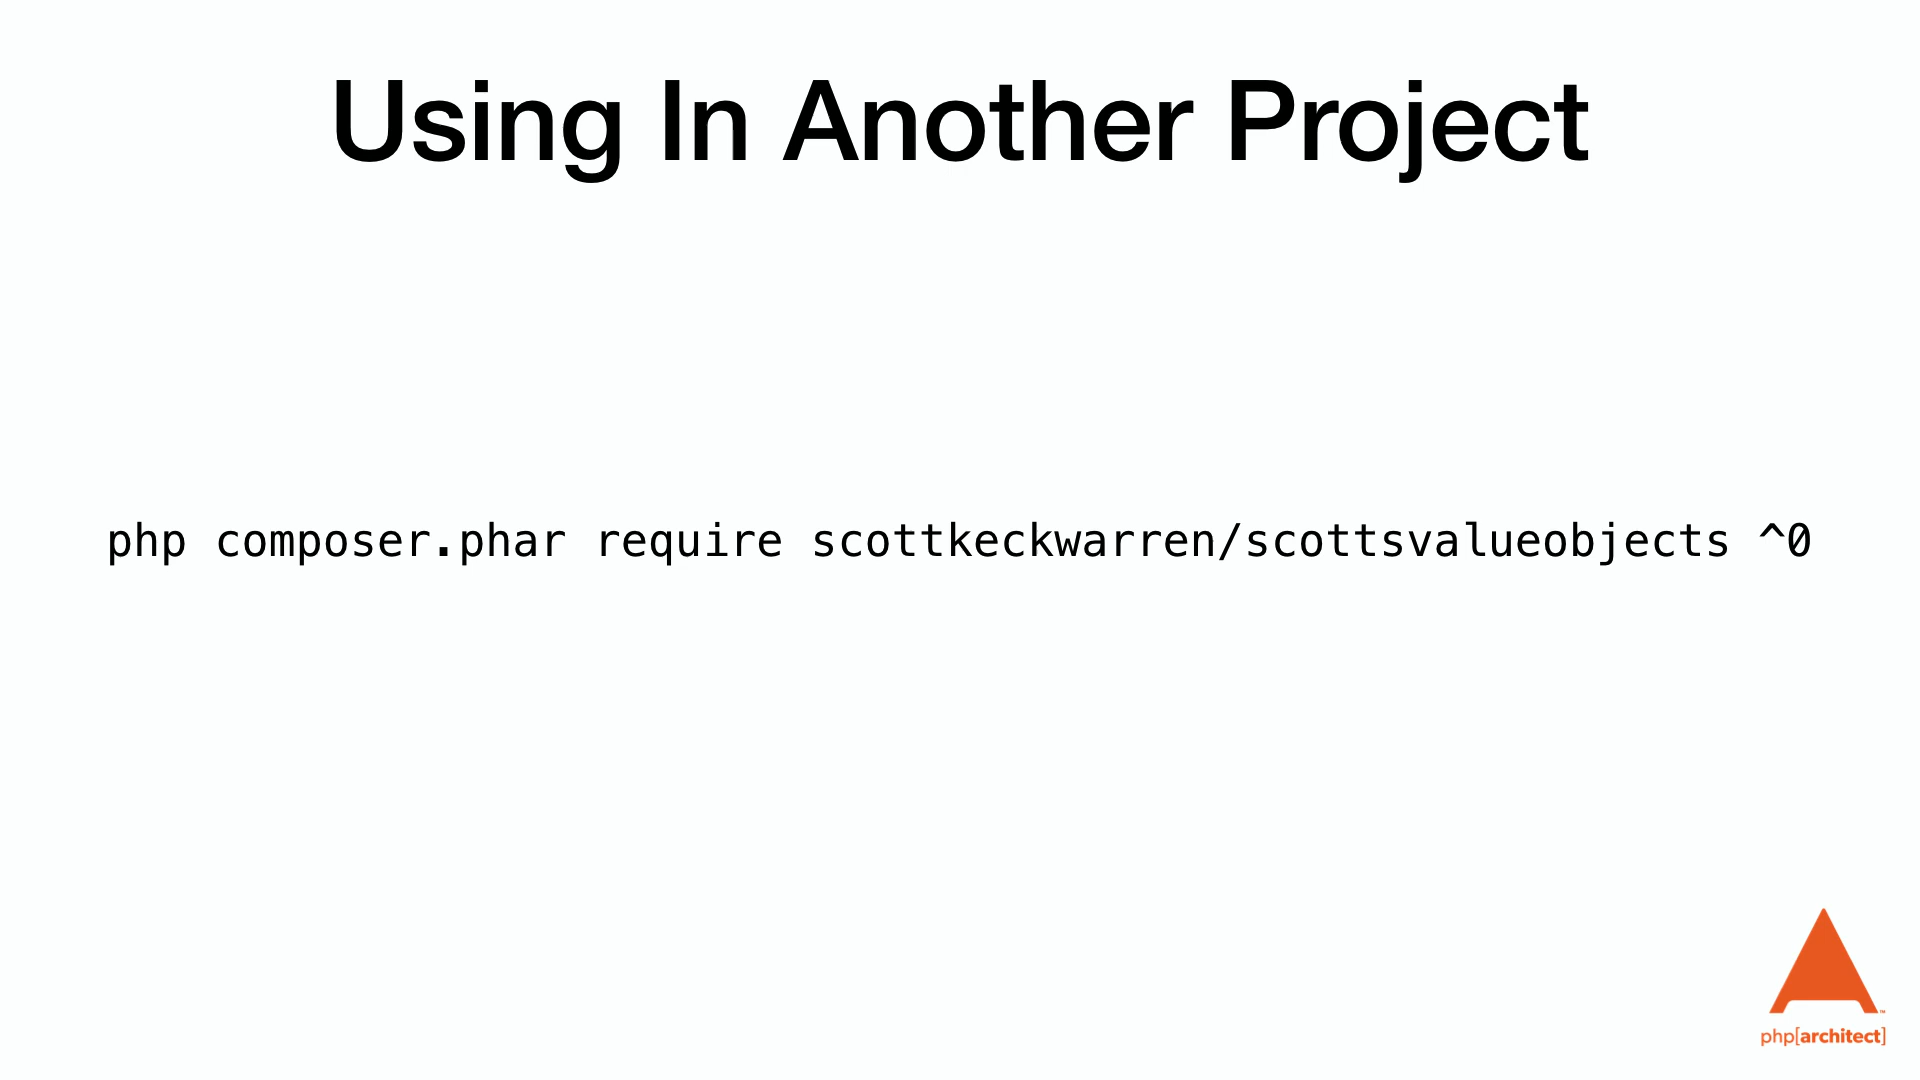 Using In Another Project
php composer.phar require scottkeckwarren/scottsvalueobjects ^0
php[architect]